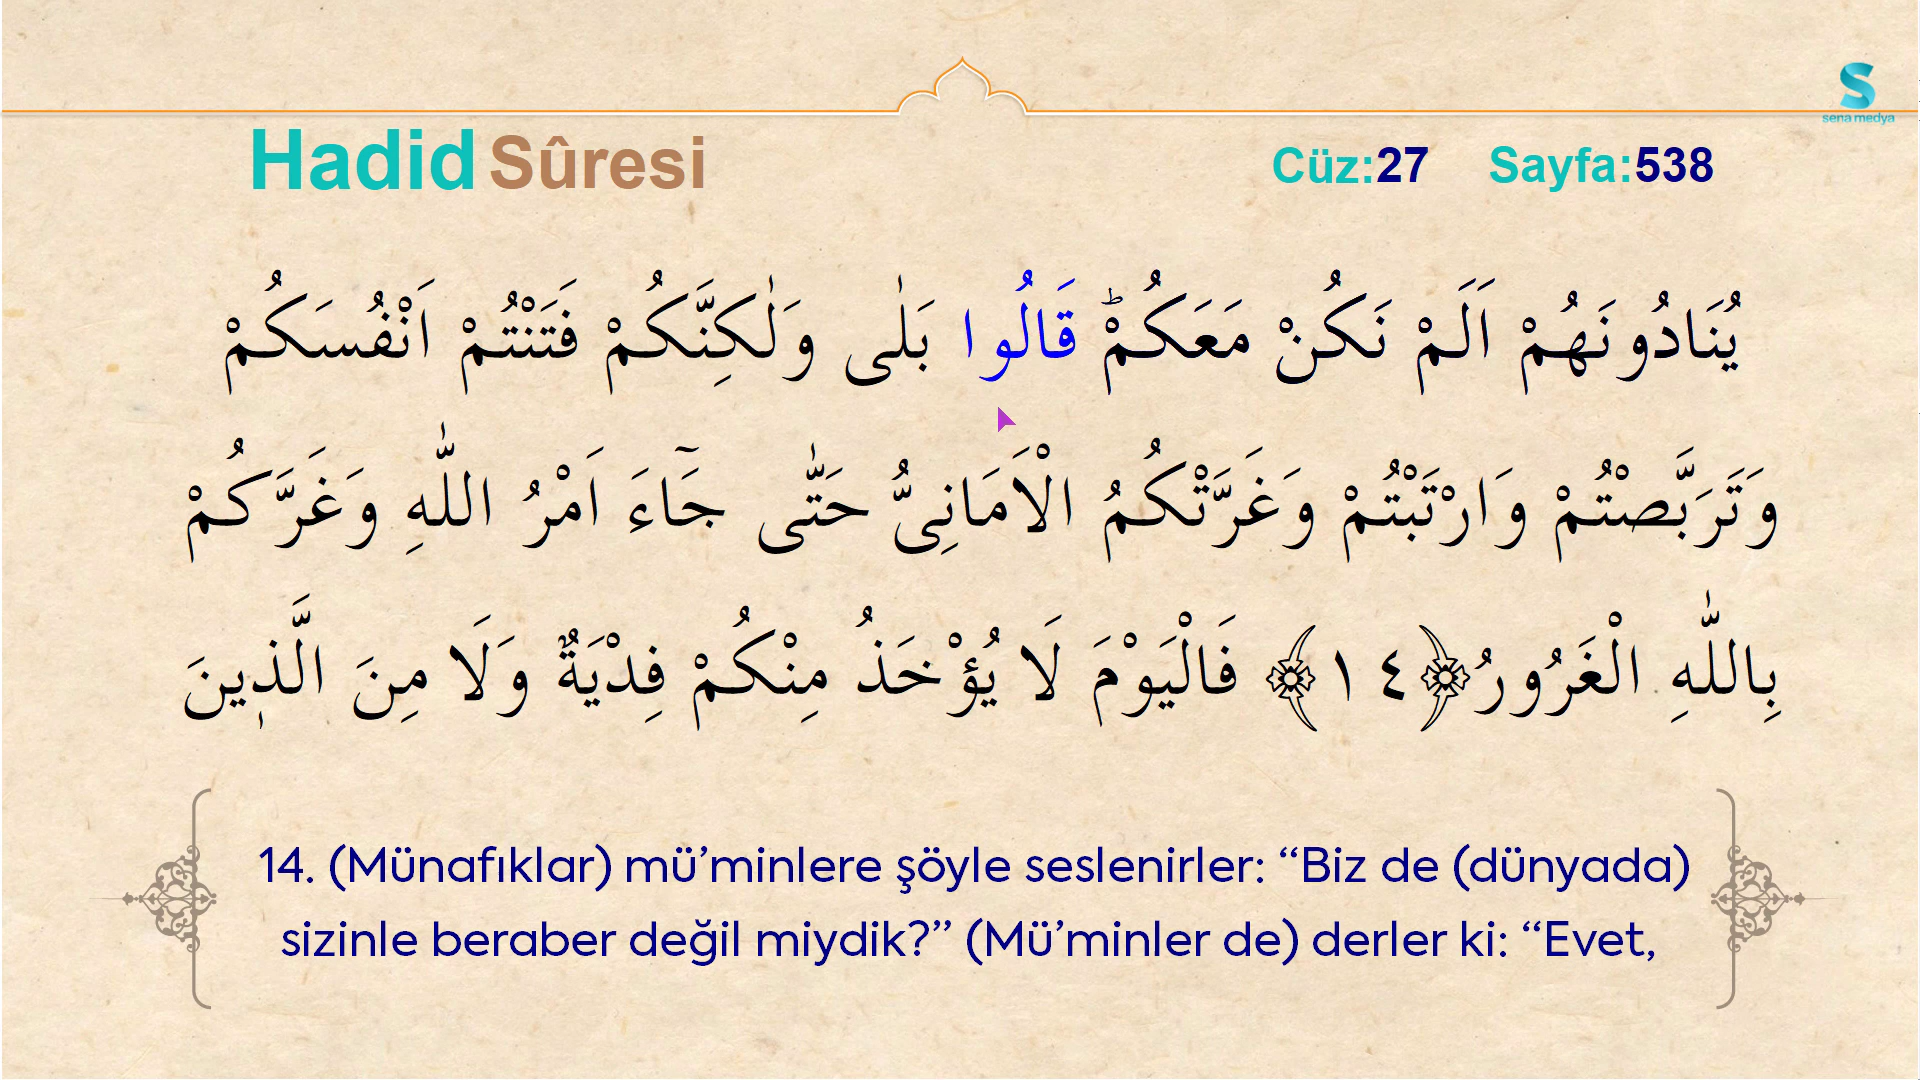 sena medya
Hadid Sûresi Cüz:27 Sayfa:538
يُنَادُونَهُمْ اَلَمْ نَكُنْ مَعَكُمْۜ قَالُوا بَلٰى وَلٰكِنَّكُمْ فَتَنْتُمْ اَنْفُسَكُمْ
وَتَرَبَّصْتُمْ وَارْتَبْتُمْ وَغَرَّتْكُمُ الْاَمَانِىُّ حَتّٰى جَٓاءَ اَمْرُ اللّٰهِ وَغَرَّكُمْ
بِاللّٰهِ الْغَرُورُ﴿١٤﴾ فَالْيَوْمَ لَا يُؤْخَذُ مِنْكُمْ فِدْيَةٌ وَلَا مِنَ الَّذ۪ينَ
14. (Münafıklar) mü’minlere şöyle seslenirler: “Biz de (dünyada)
sizinle beraber değil miydik?” (Mü’minler de) derler ki: “Evet,